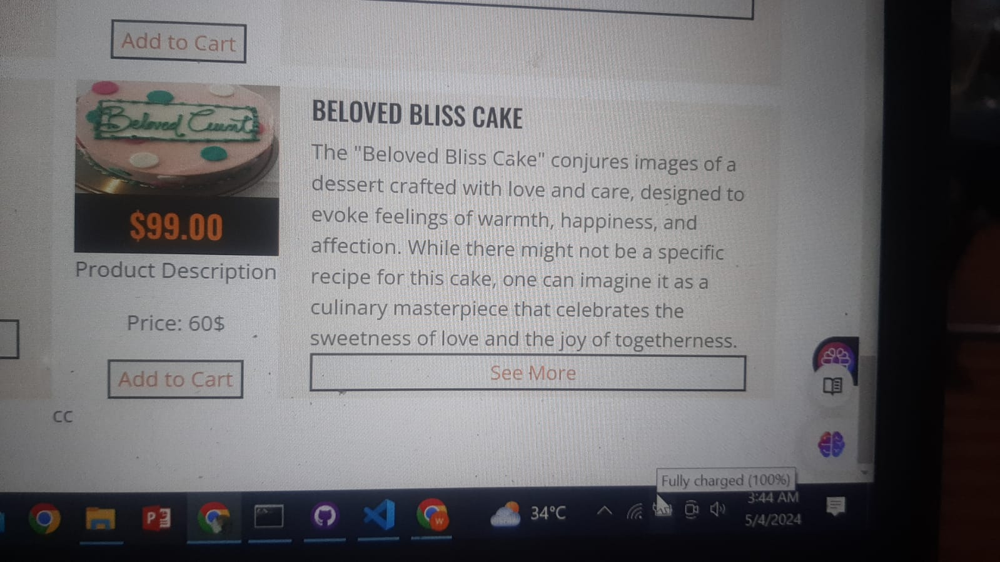 Add to Cart
Beloved
$99.00
Product Description
Price: 60$
Add to Cart
cc
BELOVED BLISS CAKE
The "Beloved Bliss Cake" conjures images of a
dessert crafted with love and care, designed to
evoke feelings of warmth, happiness, and
affection. While there might not be a specific
recipe for this cake, one can imagine it as a
culinary masterpiece that celebrates the
sweetness of love and the joy of togetherness.
See More
Fully charged (100%)
P
W
34°C
3:44 AM
5/4/2024